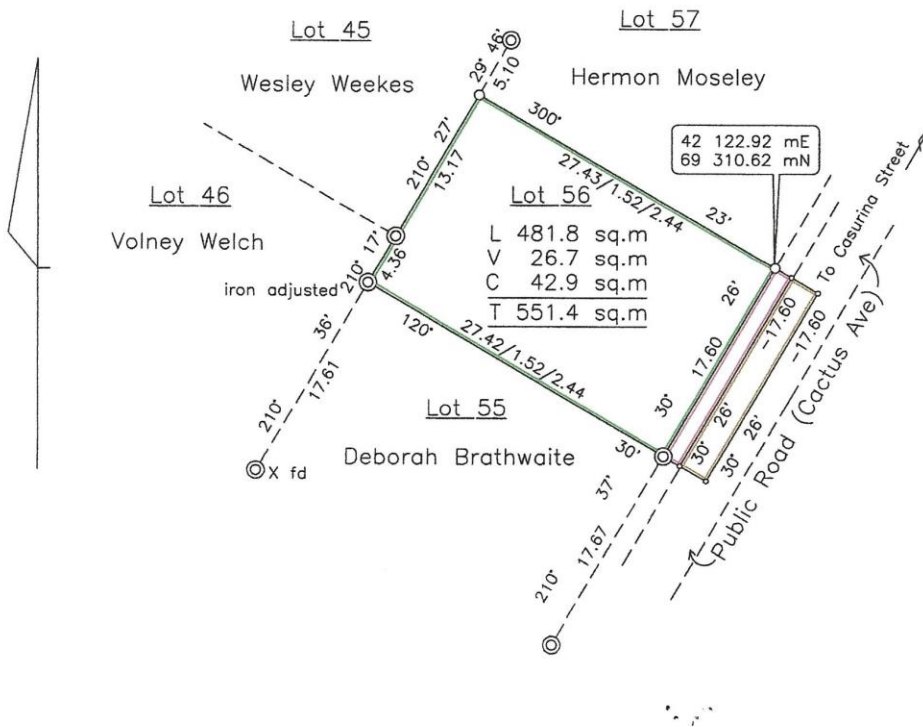 Lot 45
Wesley Weekes
29° 46'
5.10
Lot 57
Hermon Moseley
300°
27.43/1.52/2.44
23'
42 122.92 mE
69 310.62 mN
210° 27'
13.17
Lot 46
Volney Welch
Lot 56
L 481.8 sq.m
V 26.7 sq.m
C 42.9 sq.m
T 551.4 sq.m
To Casurina Street
210° 17'
4.36
iron adjusted
30° 26'
17.60
30° 26'
-17.60
30° 26'
-17.60
Public Road (Cactus Ave)
120°
27.42/1.52/2.44
30'
210° 36'
17.61
X fd
Lot 55
Deborah Brathwaite
210° 37'
17.67